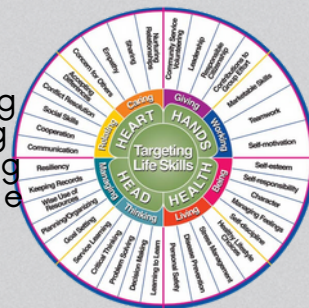 g
g
g
e
Targeting
Life Skills
HEART
HANDS
HEALTH
HEAD
Relating
Caring
Giving
Working
Being
Living
Thinking
Managing
Communication
Cooperation
Social Skills
Conflict Resolution
Accepting
Differences
Concern for Others
Empathy
Sharing
Nurturing
Relationships
Community Service
Volunteering
Leadership
Responsible
Citizenship
Contributions to
Group Effort
Marketable Skills
Teamwork
Self-motivation
Self-esteem
Self-responsibility
Character
Managing Feelings
Self-discipline
Healthy Lifestyle
Choices
Stress Management
Disease Prevention
Personal Safety
Learning to Learn
Decision Making
Problem Solving
Critical Thinking
Service Learning
Goal Setting
Planning/Organizing
Wise Use of
Resources
Keeping Records
Resiliency